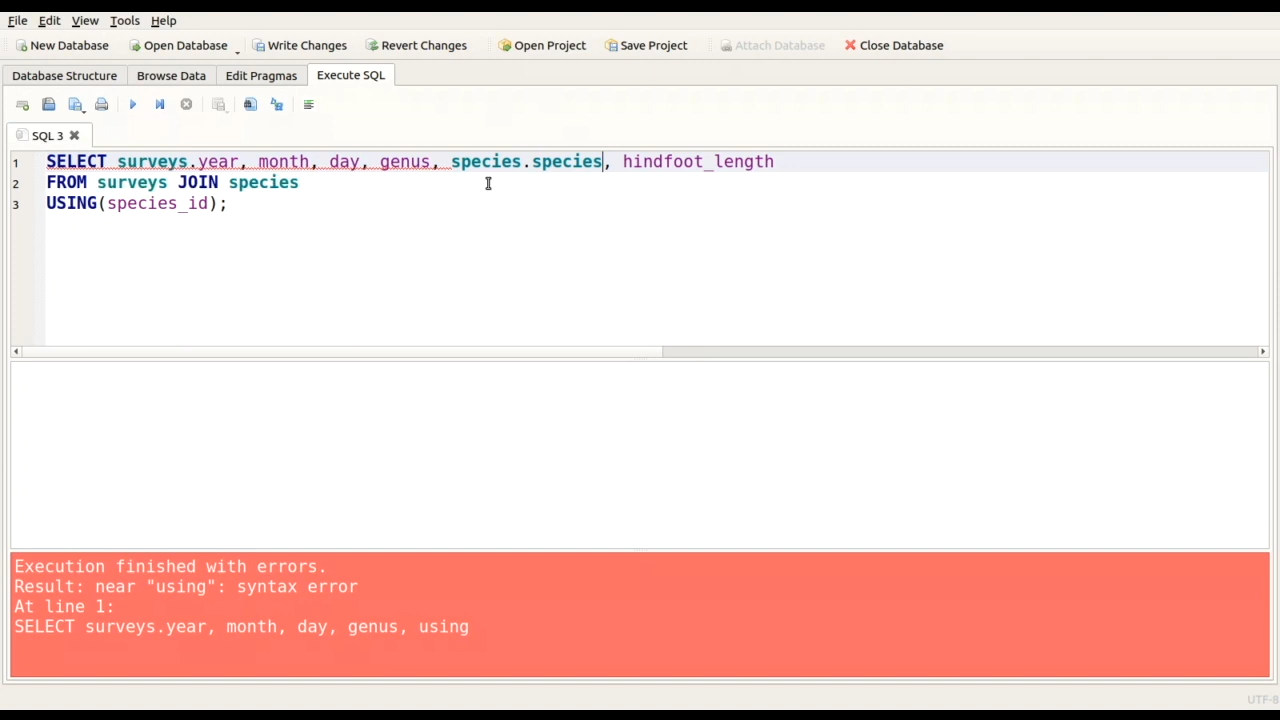 File Edit View Tools Help
New Database Open Database Write Changes Revert Changes Open Project Save Project Attach Database Close Database
Database Structure Browse Data Edit Pragmas Execute SQL
SQL 3
1 SELECT surveys.year, month, day, genus, species.species, hindfoot_length
2 FROM surveys JOIN species
3 USING(species_id);
Execution finished with errors.
Result: near "using": syntax error
At line 1:
SELECT surveys.year, month, day, genus, using
UTF-8